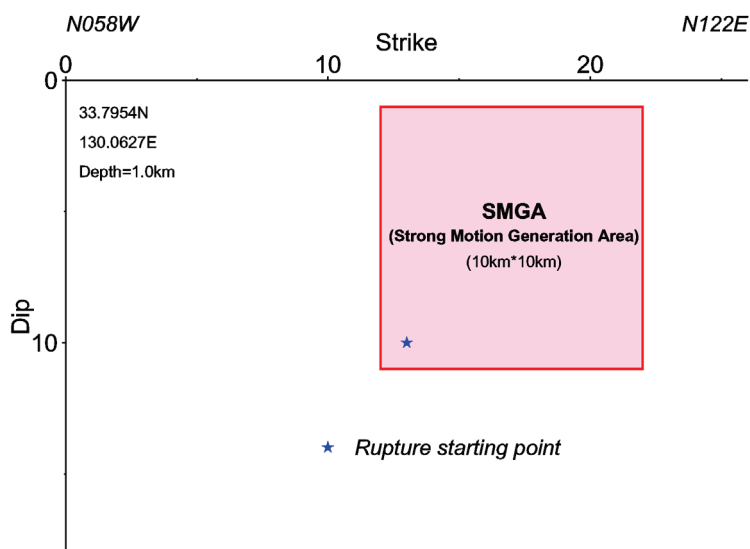 N058W
N122E
Strike
0
10
20
0
33.7954N
130.0627E
Depth=1.0km
SMGA
(Strong Motion Generation Area)
(10km*10km)
Dip
10
Rupture starting point